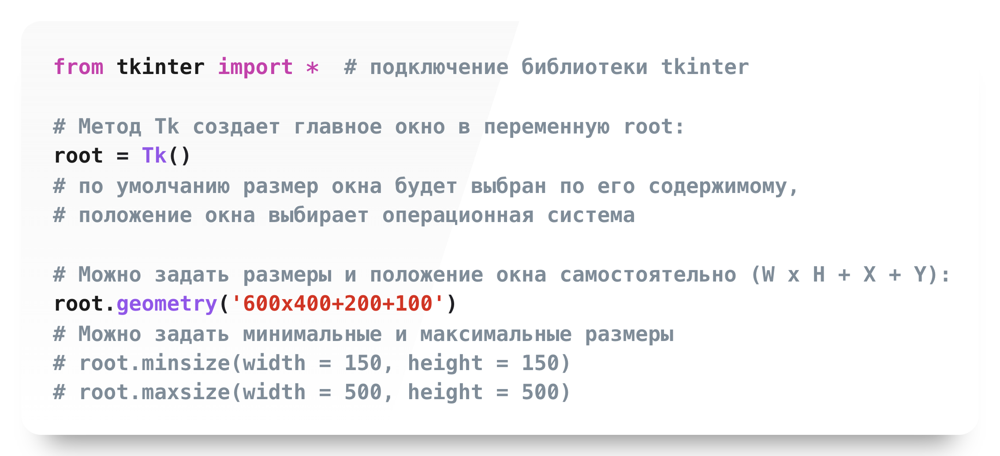 from tkinter import *  # подключение библиотеки tkinter
# Метод Tk создает главное окно в переменную root:
root = Tk()
# по умолчанию размер окна будет выбран по его содержимому,
# положение окна выбирает операционная система
# Можно задать размеры и положение окна самостоятельно (W x H + X + Y):
root.geometry('600x400+200+100')
# Можно задать минимальные и максимальные размеры
# root.minsize(width = 150, height = 150)
# root.maxsize(width = 500, height = 500)